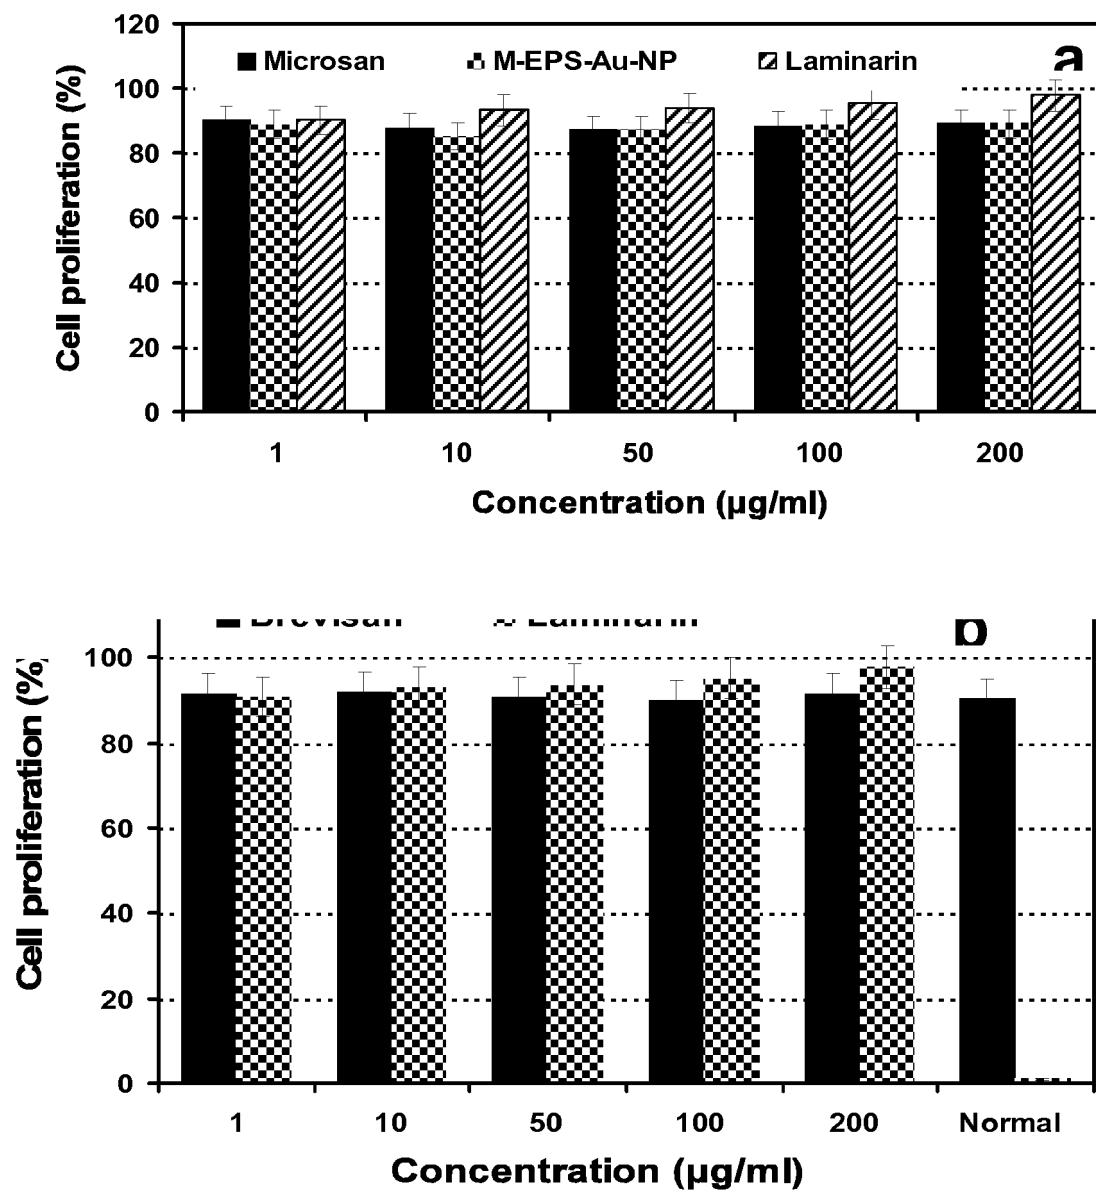 120
Microsan M-EPS-Au-NP Laminarin a
100
80
60
40
20
0
Cell proliferation (%)
1 10 50 100 200
Concentration (µg/ml)
Brevisan Laminarin b
100
80
60
40
20
0
Cell proliferation (%)
1 10 50 100 200 Normal
Concentration (µg/ml)